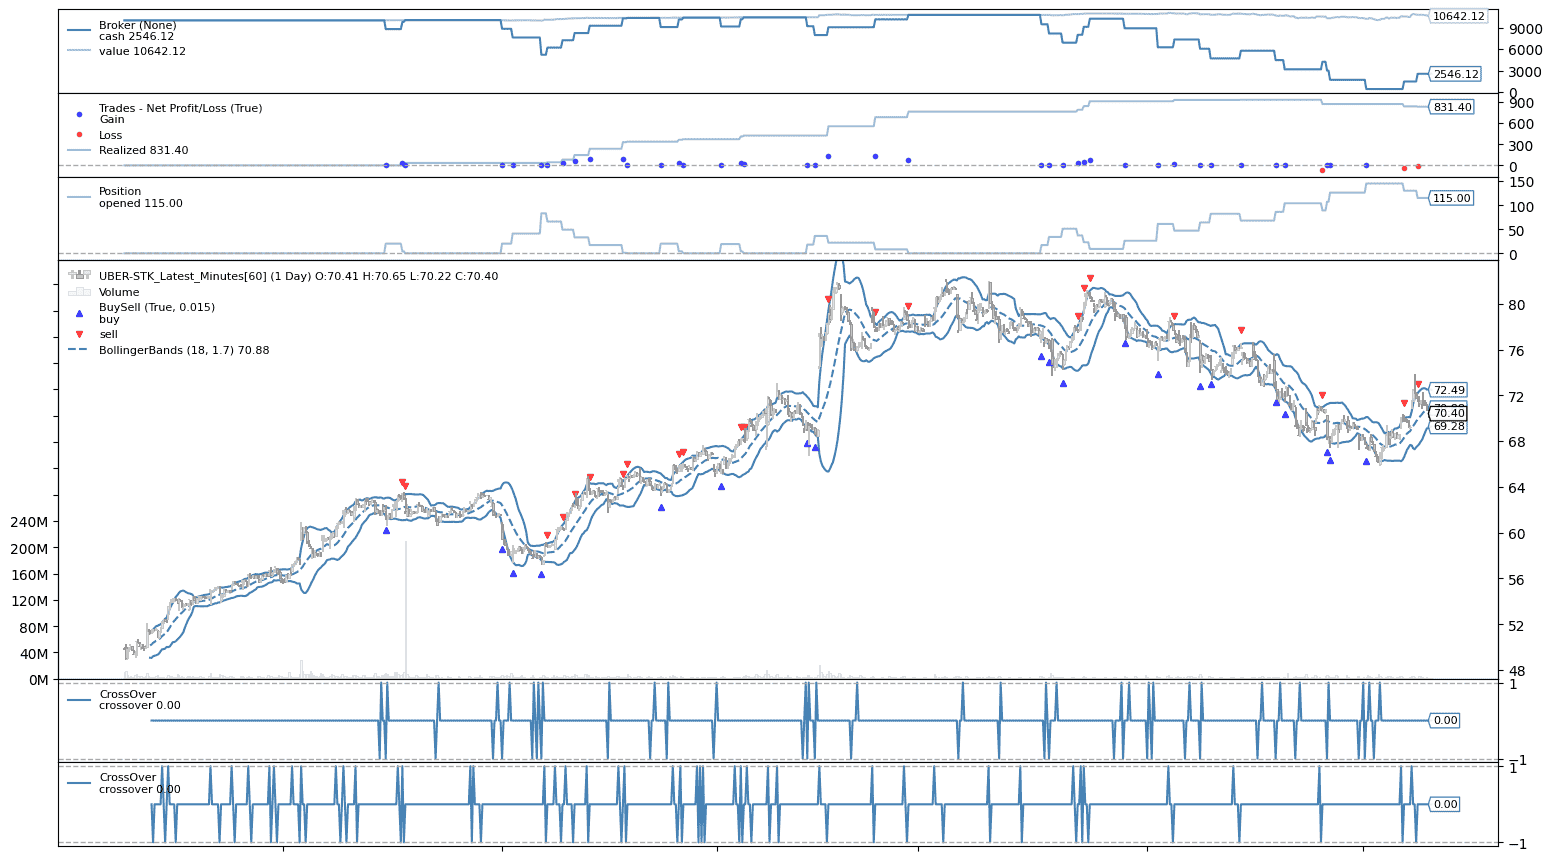 Broker (None)
cash 2546.12
value 10642.12
10642.12
9000
6000
3000
2546.12
0
Trades - Net Profit/Loss (True)
Gain
Loss
Realized 831.40
900
831.40
600
300
0
Position
opened 115.00
150
115.00
100
50
0
UBER-STK_Latest_Minutes[60] (1 Day) O:70.41 H:70.65 L:70.22 C:70.40
Volume
BuySell (True, 0.015)
buy
sell
BollingerBands (18, 1.7) 70.88
80
76
72.49
72
70.40
69.28
68
64
60
56
52
48
240M
200M
160M
120M
80M
40M
0M
CrossOver
crossover 0.00
1
0.00
−1
CrossOver
crossover 0.00
1
0.00
−1